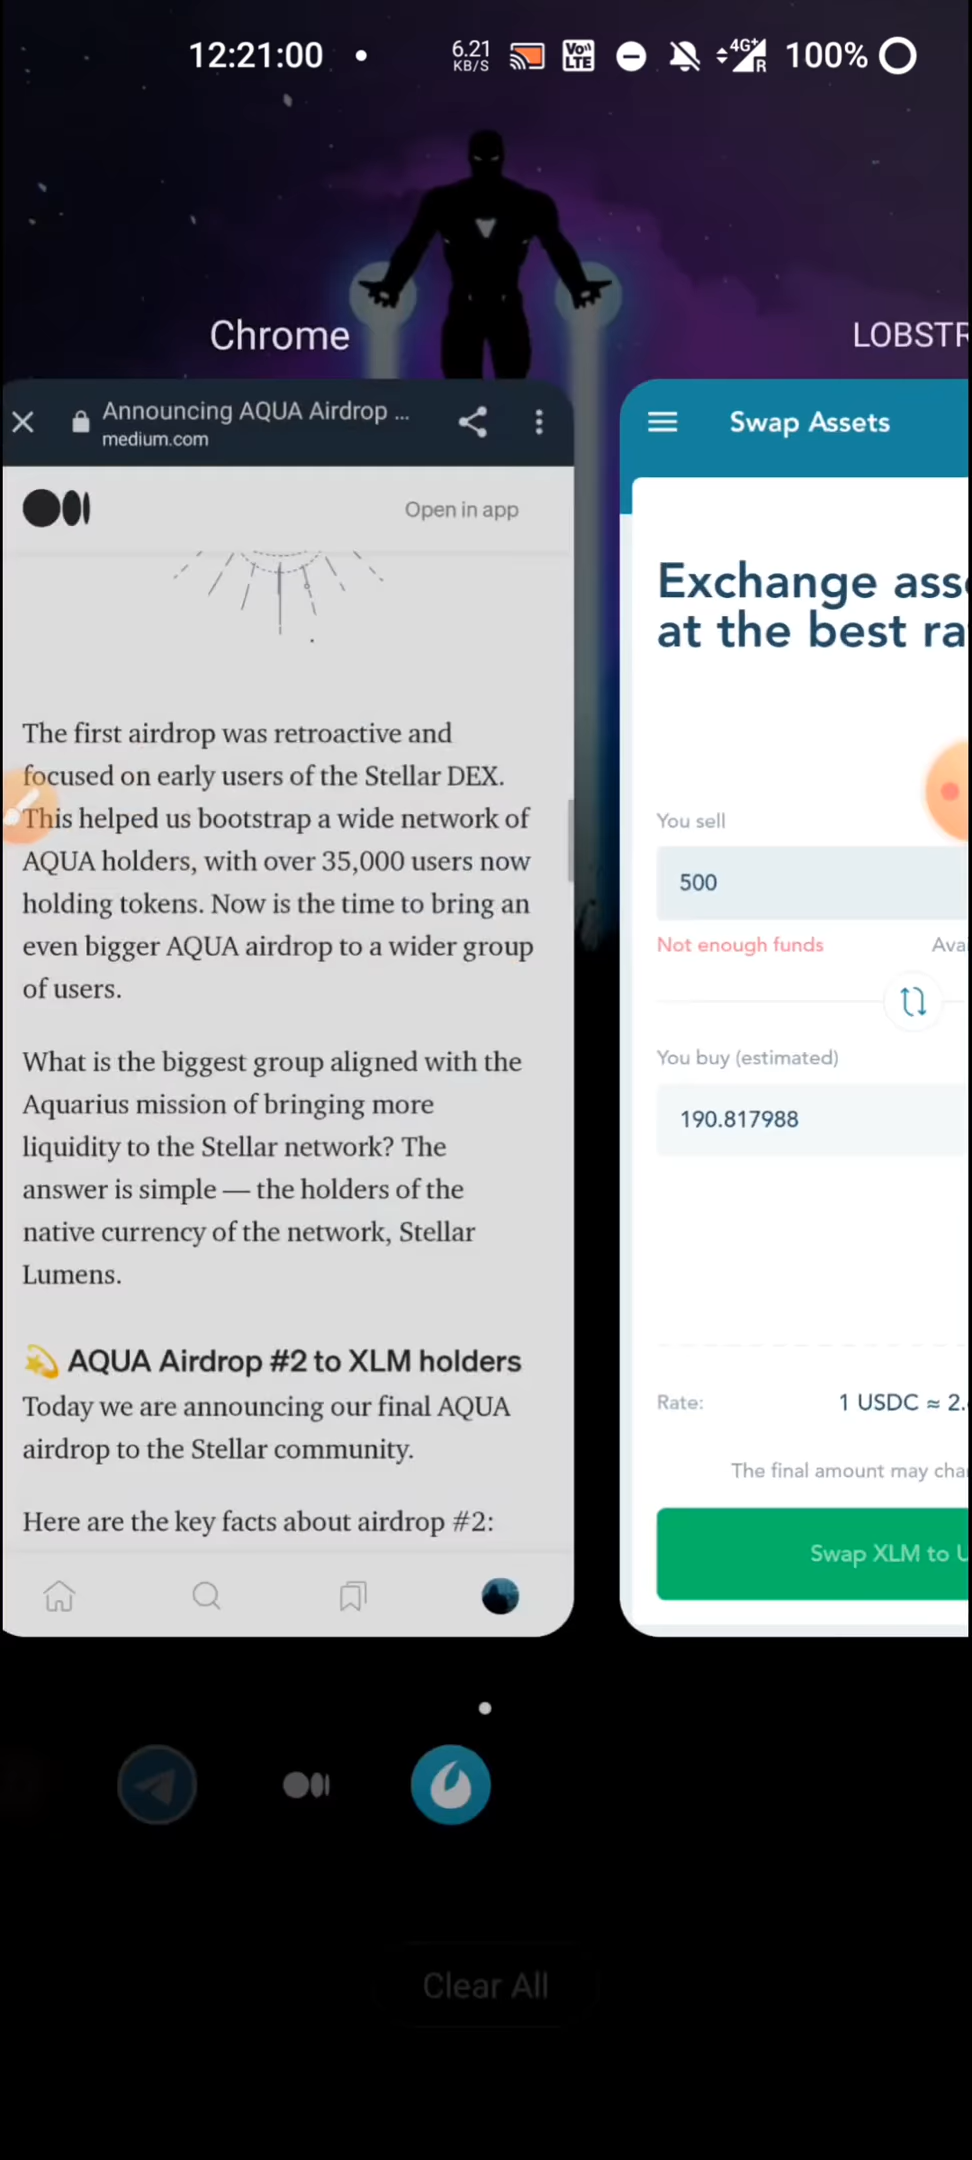 12:21:00
6.21
KB/S
VoLTE
4G+
R
100%
Chrome
LOBSTR
Announcing AQUA Airdrop ...
medium.com
Open in app
The first airdrop was retroactive and
focused on early users of the Stellar DEX.
This helped us bootstrap a wide network of
AQUA holders, with over 35,000 users now
holding tokens. Now is the time to bring an
even bigger AQUA airdrop to a wider group
of users.
What is the biggest group aligned with the
Aquarius mission of bringing more
liquidity to the Stellar network? The
answer is simple — the holders of the
native currency of the network, Stellar
Lumens.
💫 AQUA Airdrop #2 to XLM holders
Today we are announcing our final AQUA
airdrop to the Stellar community.
Here are the key facts about airdrop #2:
Swap Assets
Exchange ass
at the best ra
You sell
500
Not enough funds
Ava
You buy (estimated)
190.817988
Rate:
1 USDC ≈ 2.
The final amount may cha
Swap XLM to U
Clear All